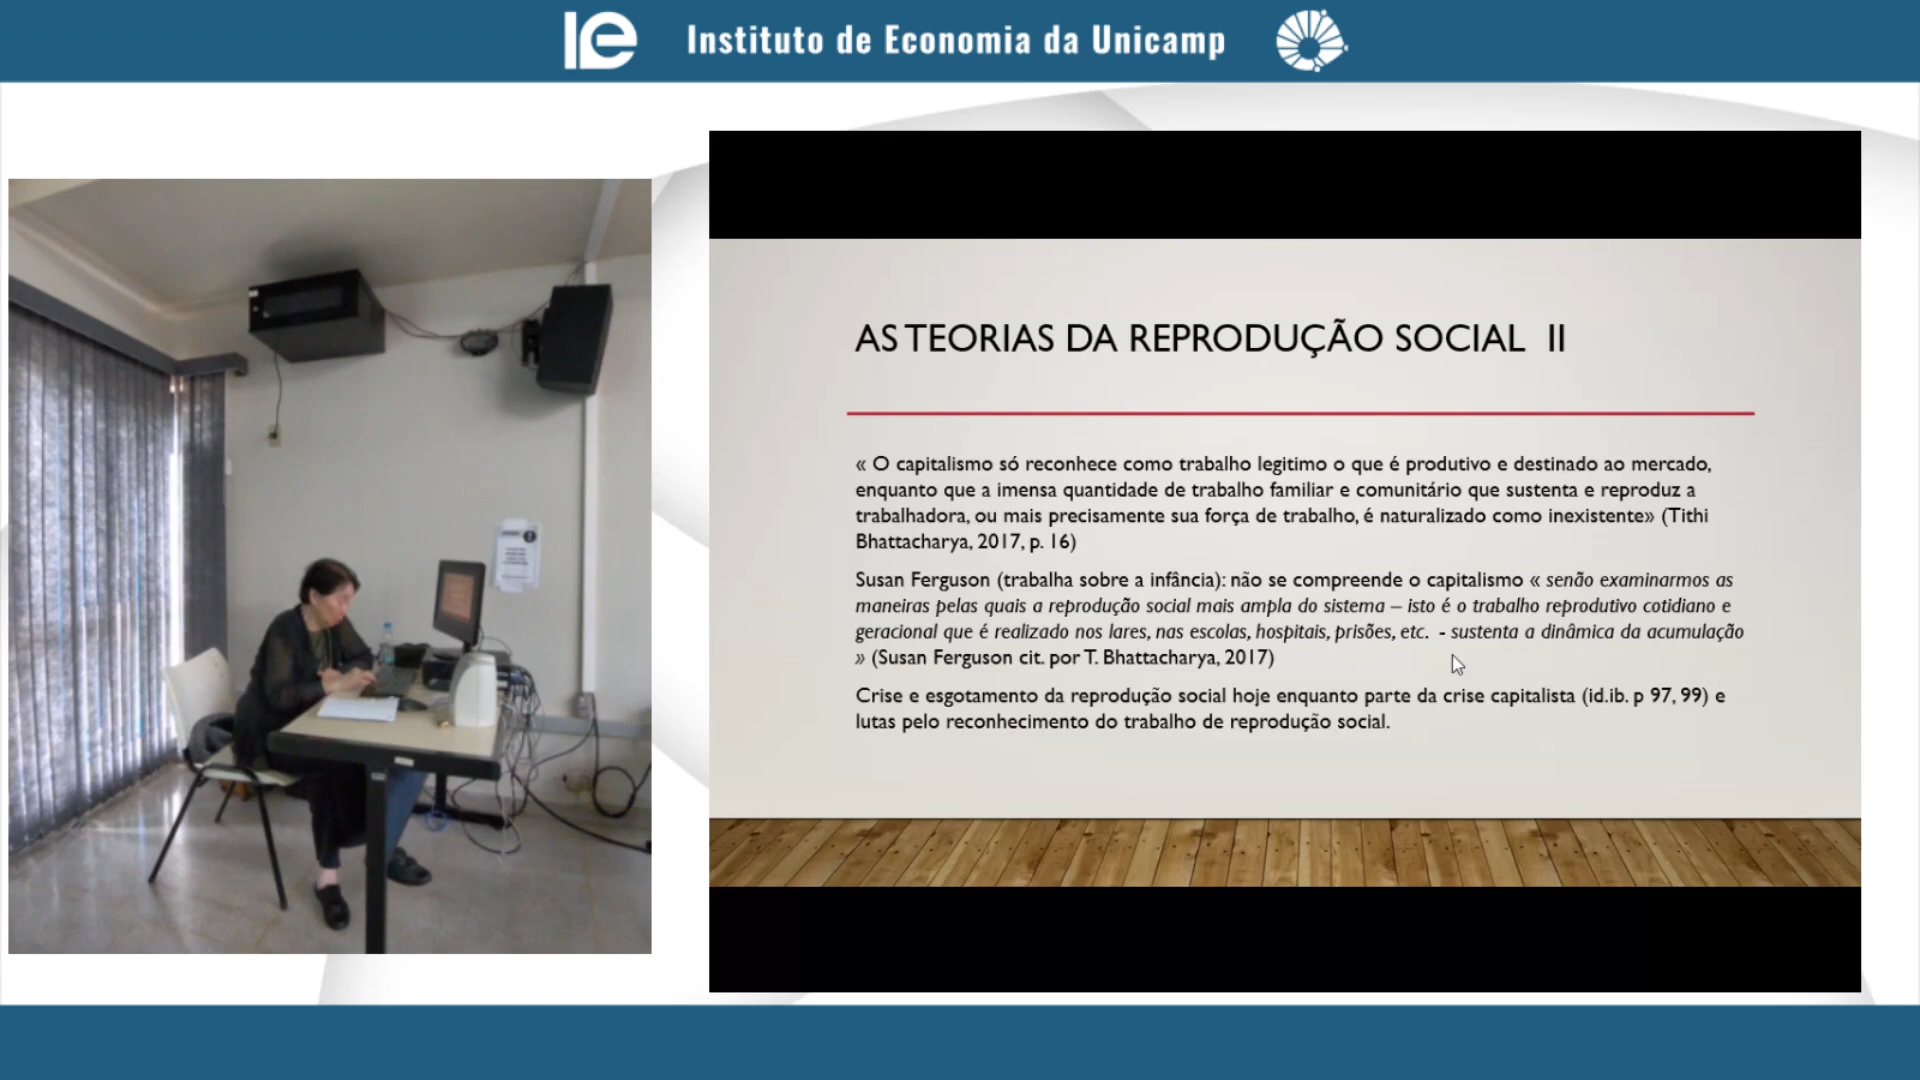 Instituto de Economia da Unicamp
AS TEORIAS DA REPRODUÇÃO SOCIAL II
« O capitalismo só reconhece como trabalho legitimo o que é produtivo e destinado ao mercado,
enquanto que a imensa quantidade de trabalho familiar e comunitário que sustenta e reproduz a
trabalhadora, ou mais precisamente sua força de trabalho, é naturalizado como inexistente» (Tithi
Bhattacharya, 2017, p. 16)
Susan Ferguson (trabalha sobre a infância): não se compreende o capitalismo « senão examinarmos as
maneiras pelas quais a reprodução social mais ampla do sistema – isto é o trabalho reprodutivo cotidiano e
geracional que é realizado nos lares, nas escolas, hospitais, prisões, etc. - sustenta a dinâmica da acumulação
» (Susan Ferguson cit. por T. Bhattacharya, 2017)
Crise e esgotamento da reprodução social hoje enquanto parte da crise capitalista (id.ib. p 97, 99) e
lutas pelo reconhecimento do trabalho de reprodução social.